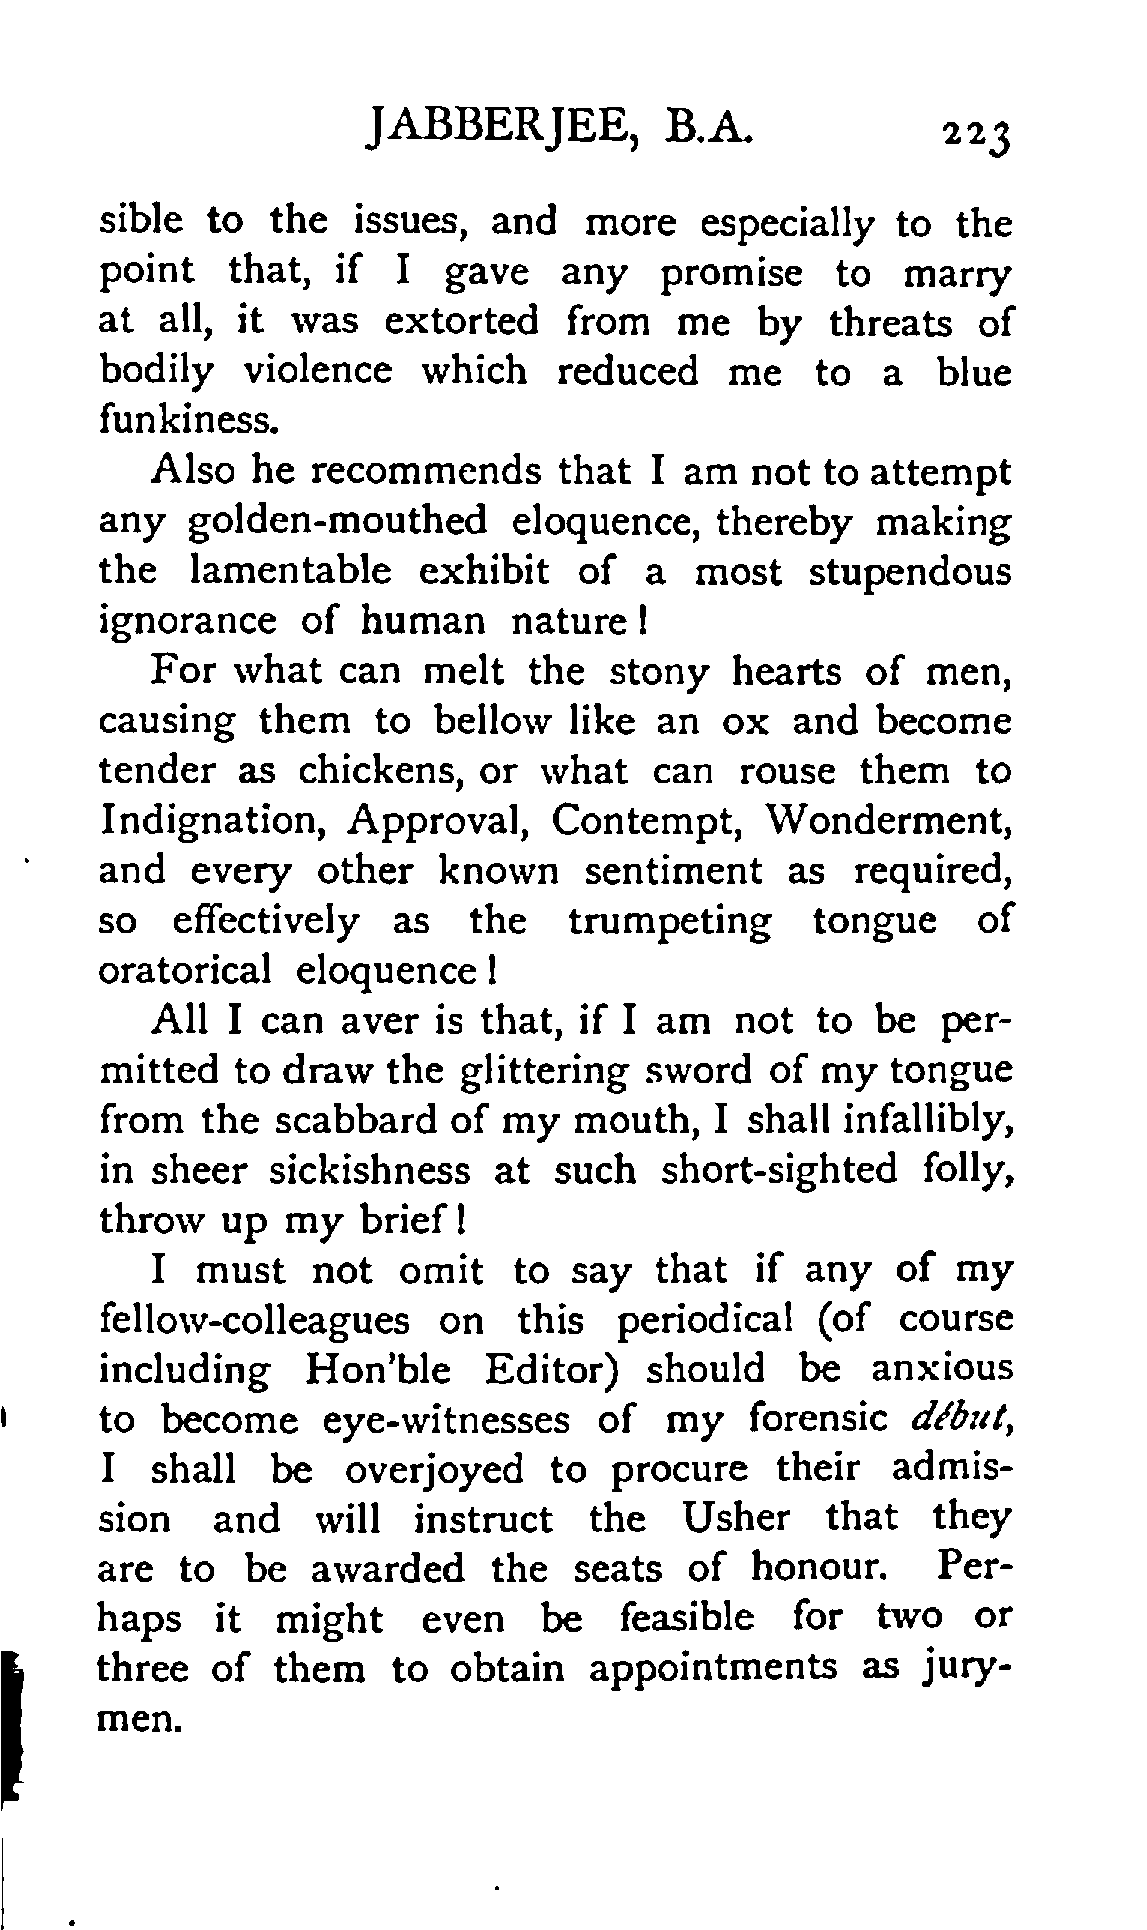 JABBERJEE, B.A. 223
sible to the issues, and more especially to the
point that, if I gave any promise to marry
at all, it was extorted from me by threats of
bodily violence which reduced me to a blue
funkiness.
Also he recommends that I am not to attempt
any golden-mouthed eloquence, thereby making
the lamentable exhibit of a most stupendous
ignorance of human nature!
For what can melt the stony hearts of men,
causing them to bellow like an ox and become
tender as chickens, or what can rouse them to
Indignation, Approval, Contempt, Wonderment,
and every other known sentiment as required,
so effectively as the trumpeting tongue of
oratorical eloquence!
All I can aver is that, if I am not to be per-
mitted to draw the glittering sword of my tongue
from the scabbard of my mouth, I shall infallibly,
in sheer sickishness at such short-sighted folly,
throw up my brief!
I must not omit to say that if any of my
fellow-colleagues on this periodical (of course
including Hon'ble Editor) should be anxious
to become eye-witnesses of my forensic début,
I shall be overjoyed to procure their admis-
sion and will instruct the Usher that they
are to be awarded the seats of honour. Per-
haps it might even be feasible for two or
three of them to obtain appointments as jury-
men.